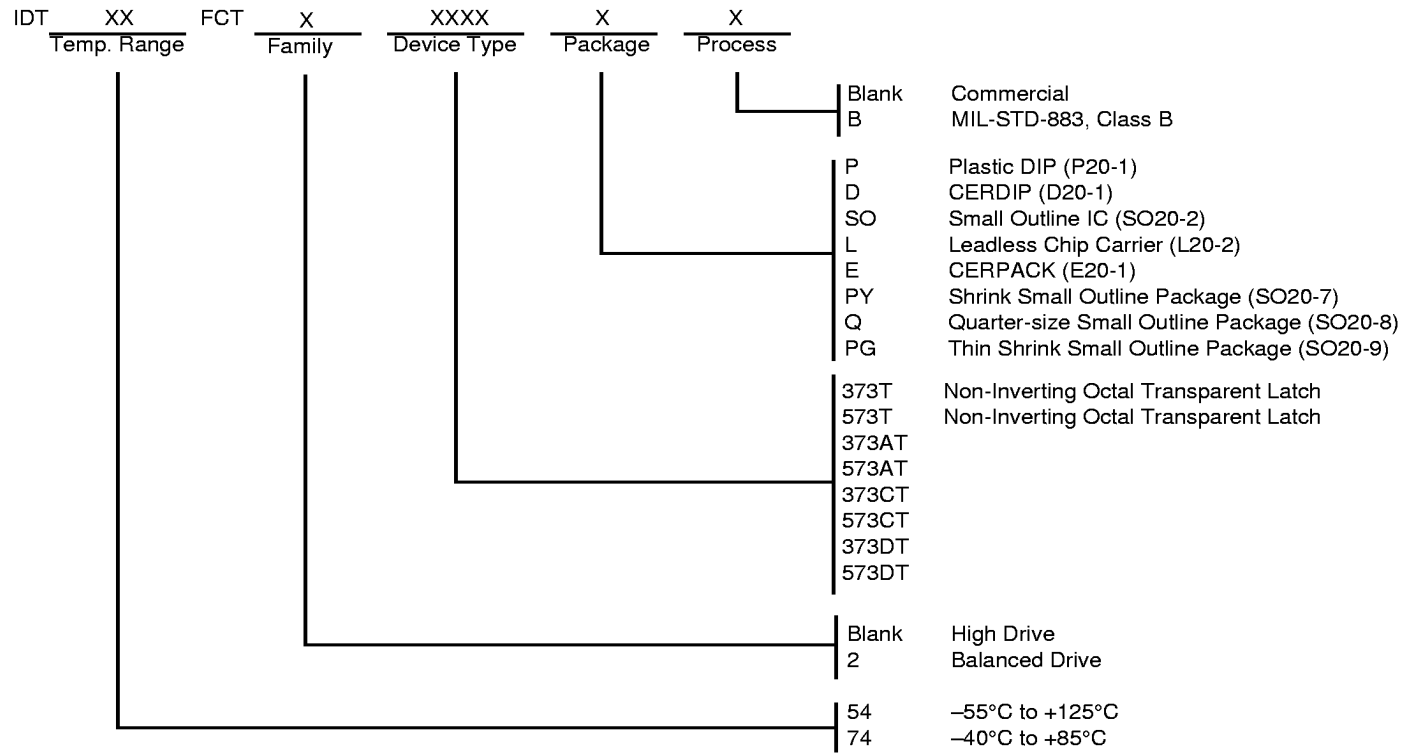 IDT XX FCT X XXXX X X
Temp. Range Family Device Type Package Process
Blank Commercial
B MIL-STD-883, Class B
P Plastic DIP (P20-1)
D CERDIP (D20-1)
SO Small Outline IC (SO20-2)
L Leadless Chip Carrier (L20-2)
E CERPACK (E20-1)
PY Shrink Small Outline Package (SO20-7)
Q Quarter-size Small Outline Package (SO20-8)
PG Thin Shrink Small Outline Package (SO20-9)
373T Non-Inverting Octal Transparent Latch
573T Non-Inverting Octal Transparent Latch
373AT
573AT
373CT
573CT
373DT
573DT
Blank High Drive
2 Balanced Drive
54 –55°C to +125°C
74 –40°C to +85°C